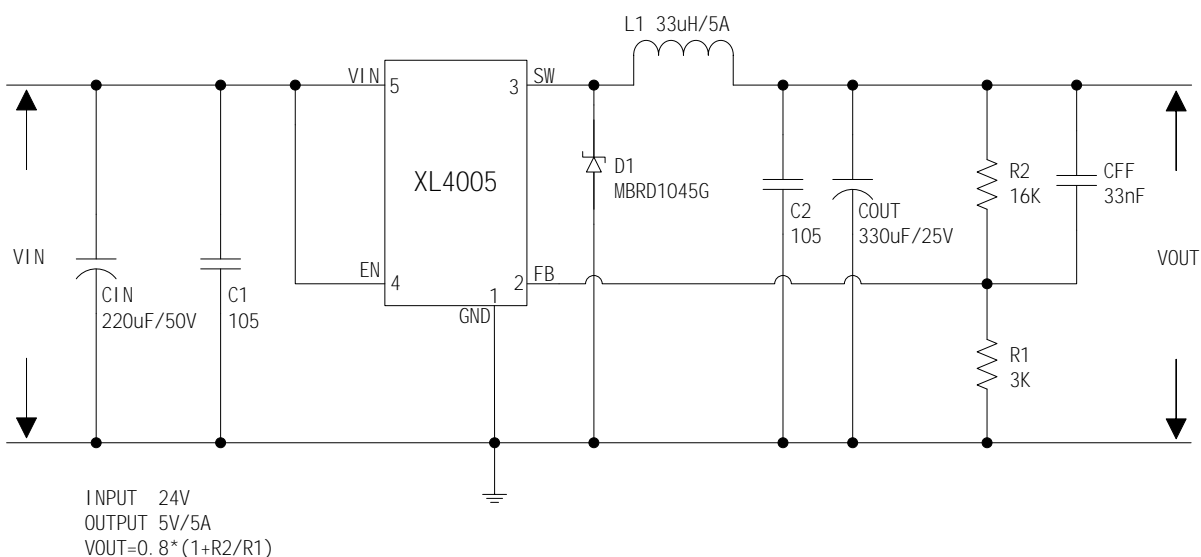 L1 33uH/5A
VIN
5
3
SW
XL4005
D1
MBRD1045G
C2
105
COUT
330uF/25V
R2
16K
CFF
33nF
VIN
CIN
220uF/50V
C1
105
EN
4
2
FB
1
GND
VOUT
R1
3K
INPUT 24V
OUTPUT 5V/5A
VOUT=0.8*(1+R2/R1)